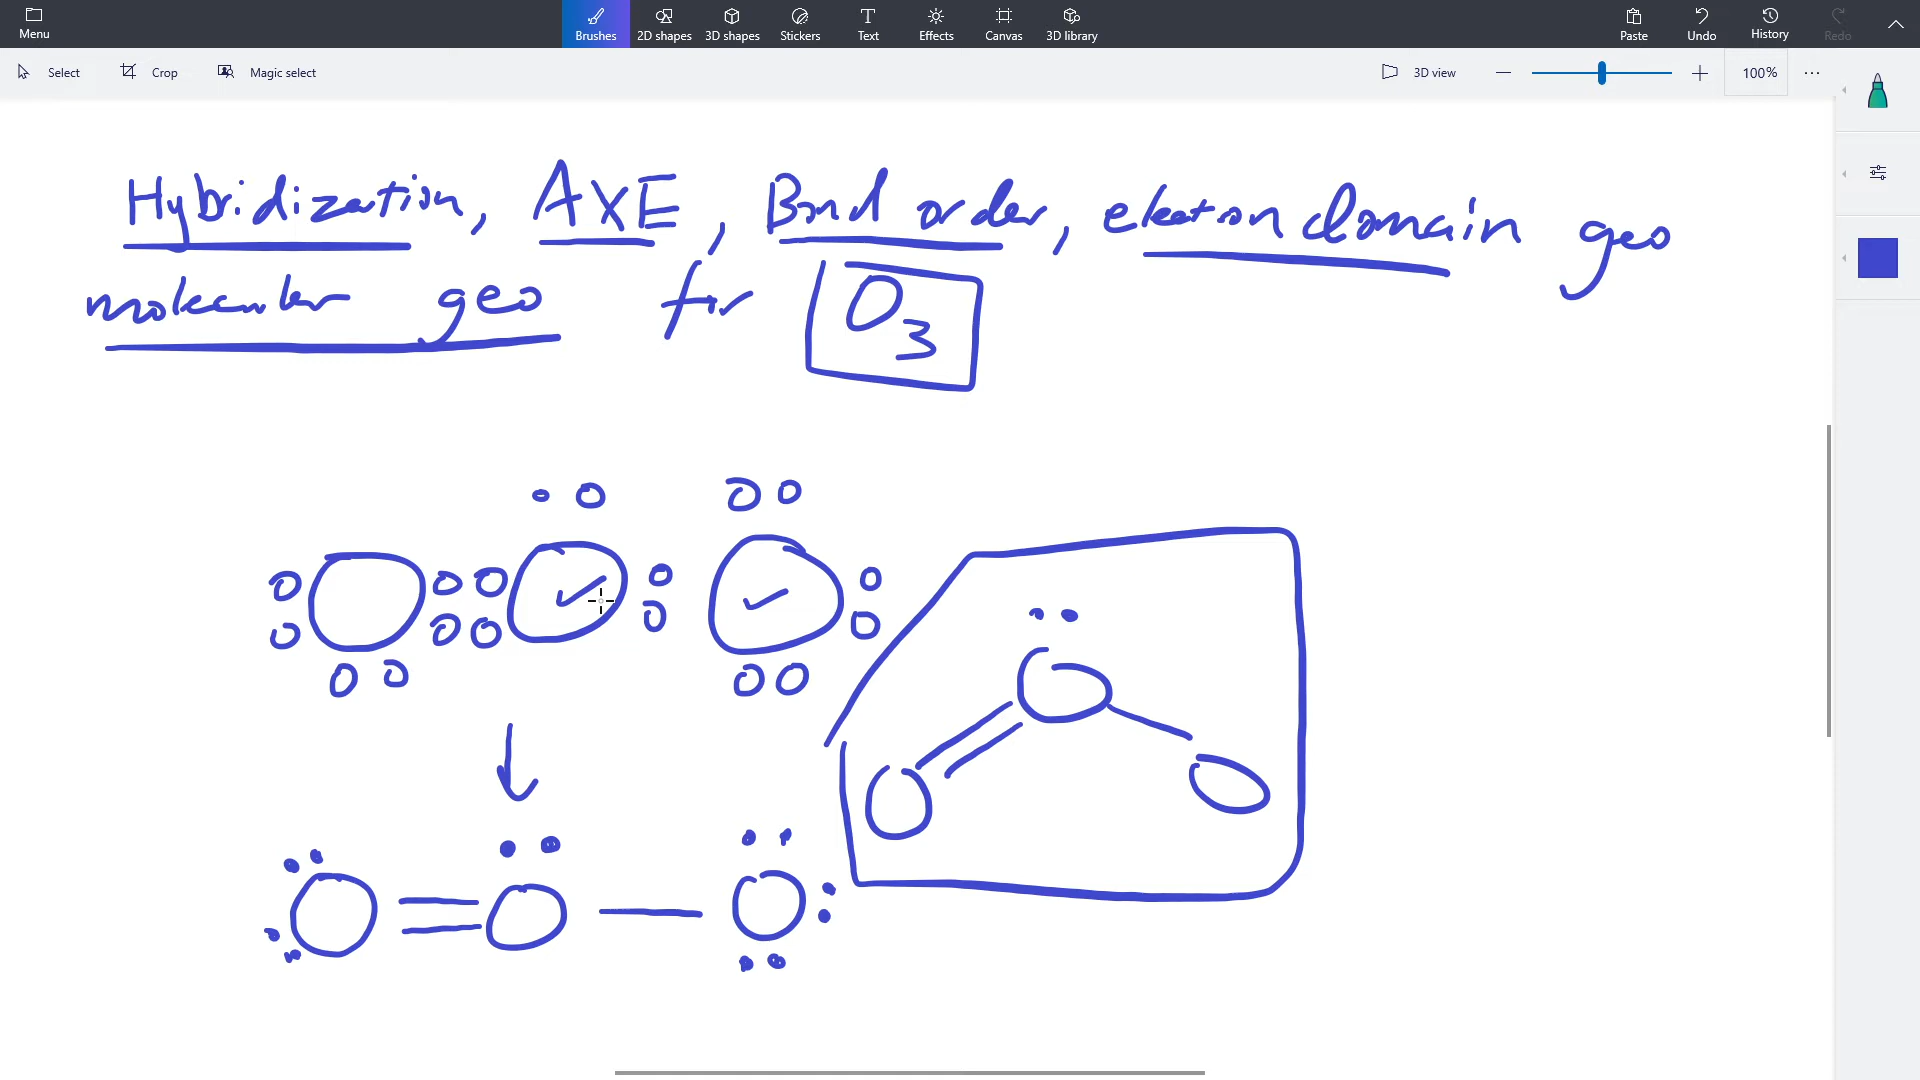 Menu
Brushes
2D shapes
3D shapes
Stickers
Text
Effects
Canvas
3D library
Paste
Undo
History
Redo
Select
Crop
Magic select
3D view
100%
Hybridization, AXE, Bond order, electron domain geo
molecular geo for O3